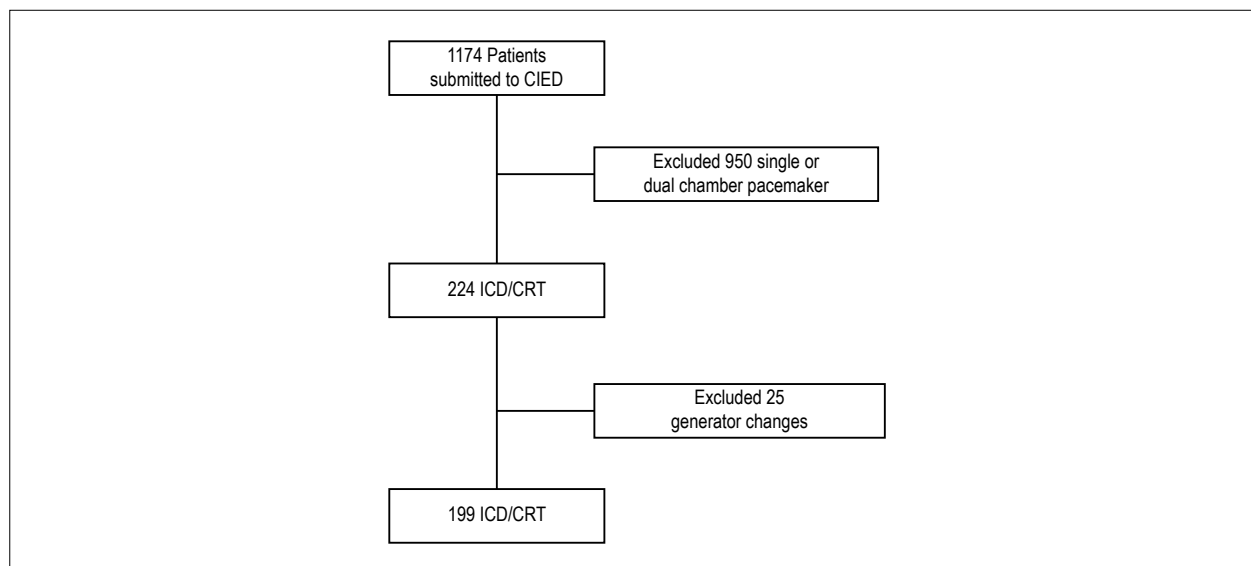 1174 Patients
submitted to CIED
Excluded 950 single or
dual chamber pacemaker
224 ICD/CRT
Excluded 25
generator changes
199 ICD/CRT